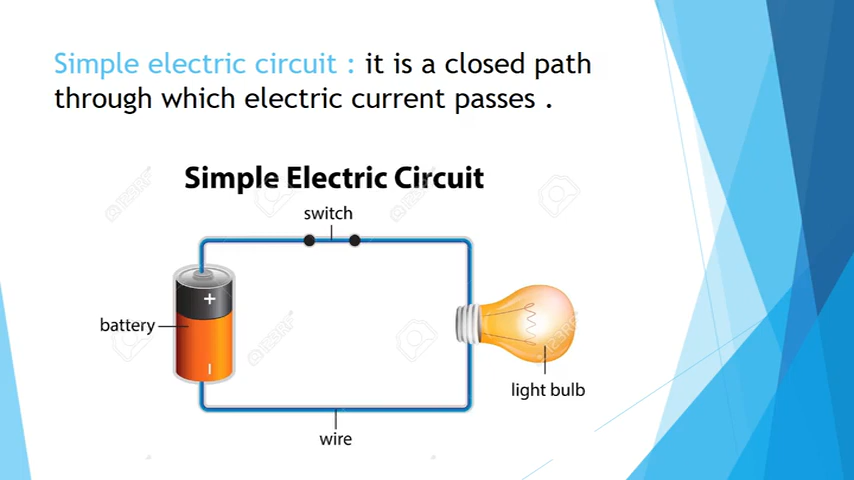 Simple electric circuit : it is a closed path
through which electric current passes .
Simple Electric Circuit
switch
+
battery
light bulb
wire